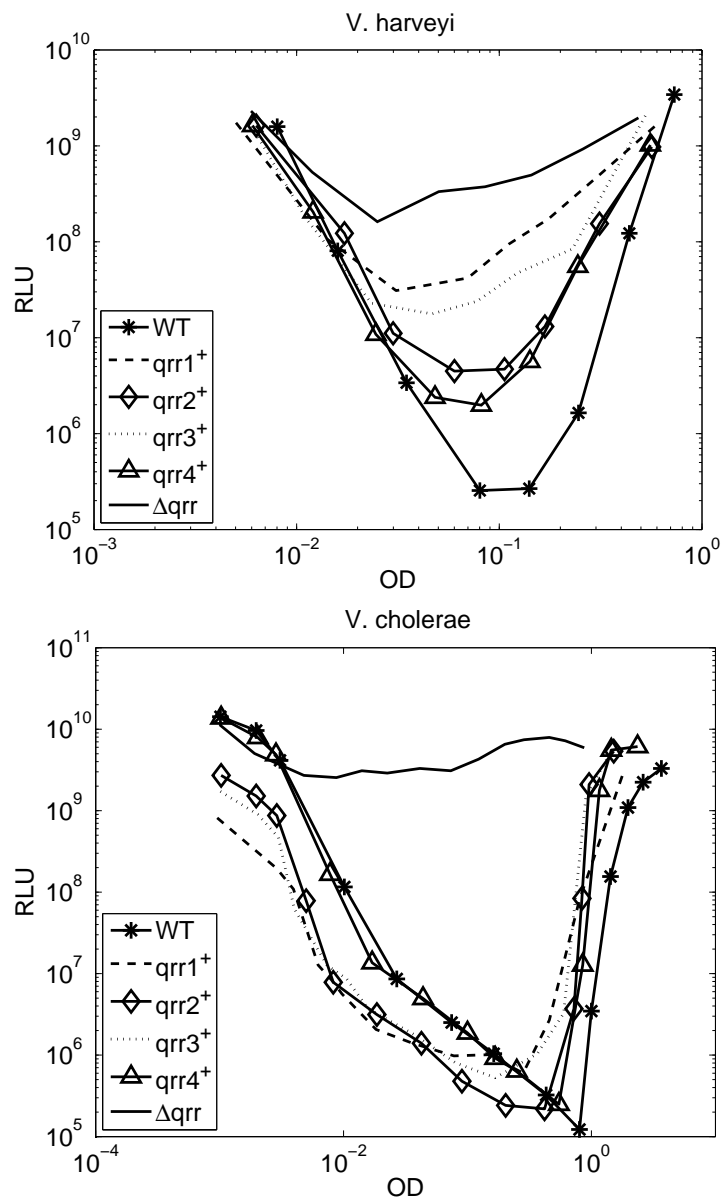 V. harveyi
10^10
10^9
10^8
10^7
10^6
10^5
RLU
WT
qrr1^+
qrr2^+
qrr3^+
qrr4^+
Δqrr
10^−3
10^−2
10^−1
10^0
OD
V. cholerae
10^11
10^10
10^9
10^8
10^7
10^6
10^5
RLU
WT
qrr1^+
qrr2^+
qrr3^+
qrr4^+
Δqrr
10^−4
10^−2
10^0
OD